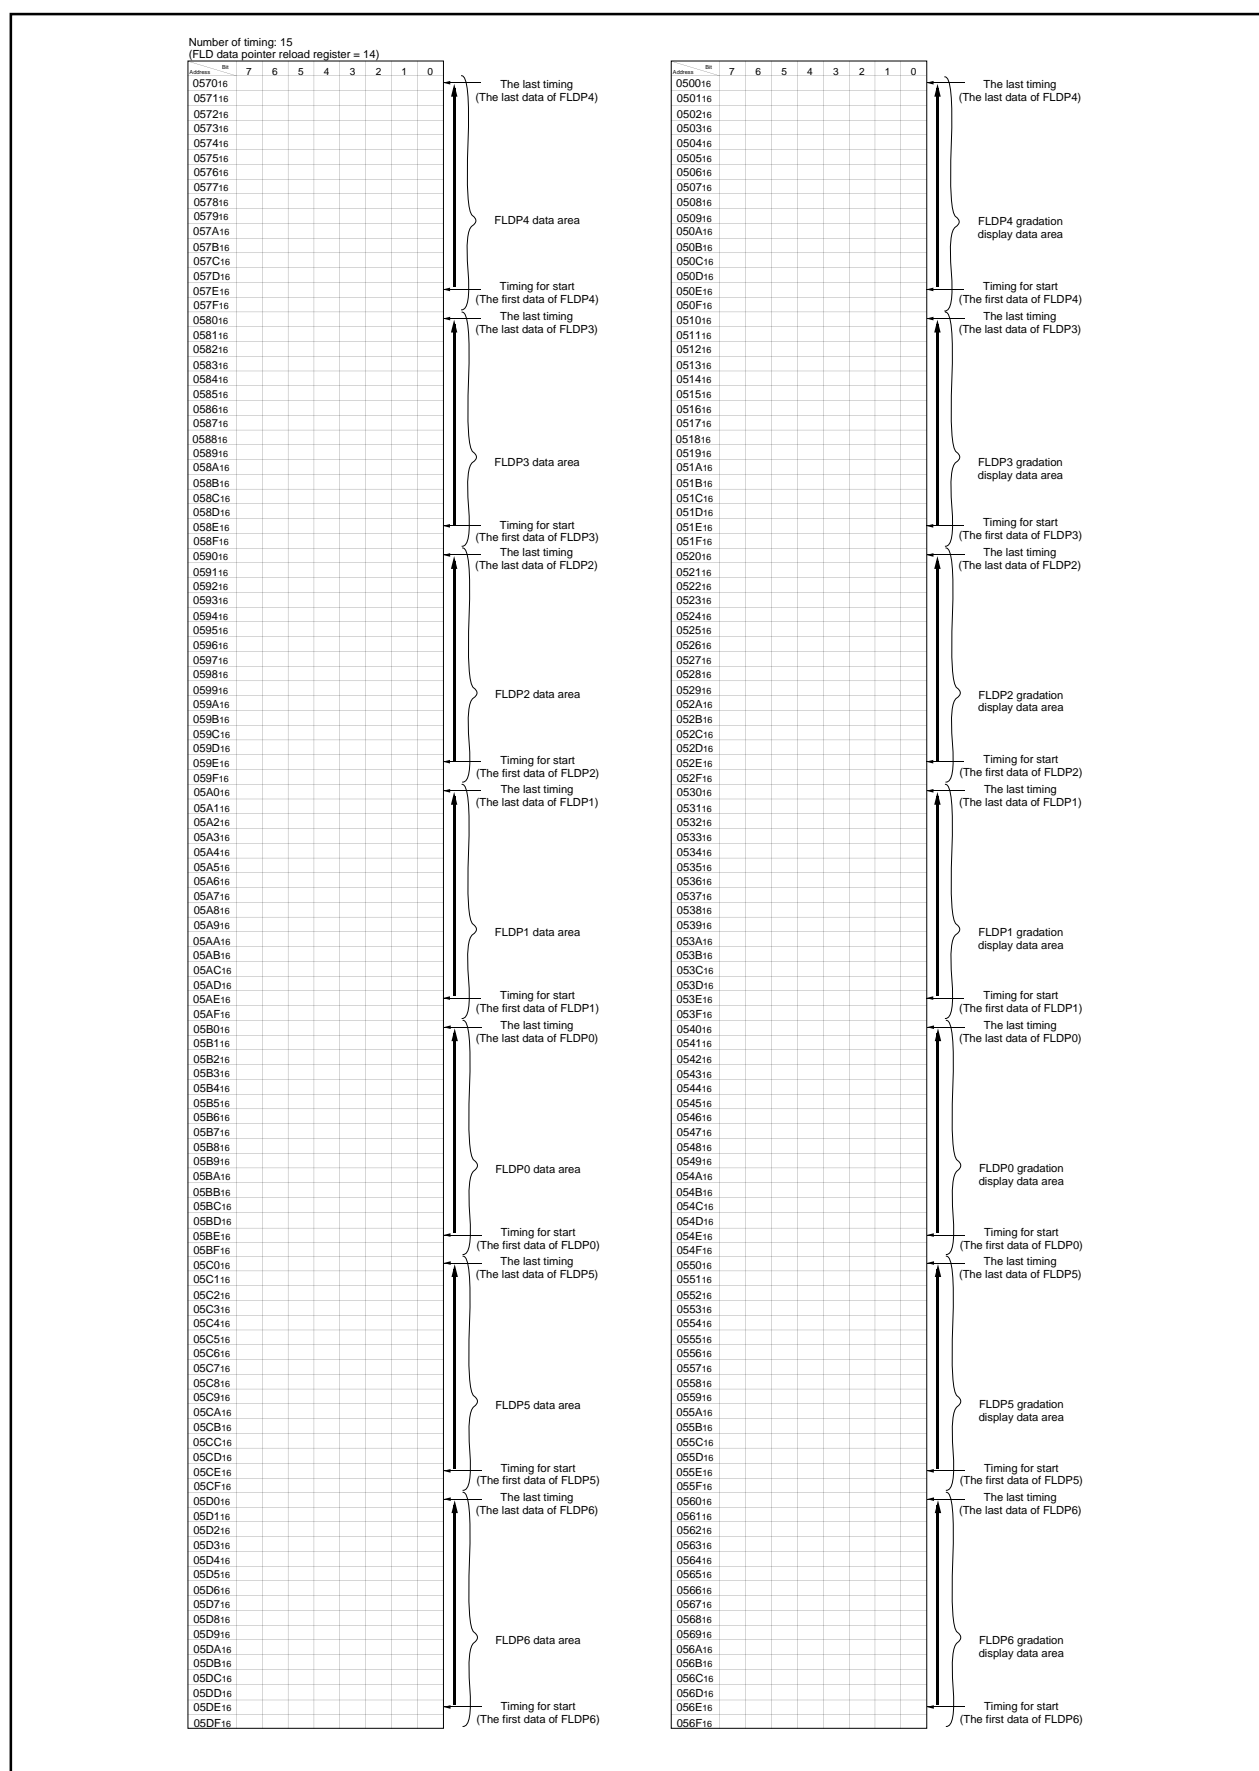 Number of timing: 15
(FLD data pointer reload register = 14)
Bit
Address
7 6 5 4 3 2 1 0
0570₁₆
0571₁₆
0572₁₆
0573₁₆
0574₁₆
0575₁₆
0576₁₆
0577₁₆
0578₁₆
0579₁₆
057A₁₆
057B₁₆
057C₁₆
057D₁₆
057E₁₆
057F₁₆
0580₁₆
0581₁₆
0582₁₆
0583₁₆
0584₁₆
0585₁₆
0586₁₆
0587₁₆
0588₁₆
0589₁₆
058A₁₆
058B₁₆
058C₁₆
058D₁₆
058E₁₆
058F₁₆
0590₁₆
0591₁₆
0592₁₆
0593₁₆
0594₁₆
0595₁₆
0596₁₆
0597₁₆
0598₁₆
0599₁₆
059A₁₆
059B₁₆
059C₁₆
059D₁₆
059E₁₆
059F₁₆
05A0₁₆
05A1₁₆
05A2₁₆
05A3₁₆
05A4₁₆
05A5₁₆
05A6₁₆
05A7₁₆
05A8₁₆
05A9₁₆
05AA₁₆
05AB₁₆
05AC₁₆
05AD₁₆
05AE₁₆
05AF₁₆
05B0₁₆
05B1₁₆
05B2₁₆
05B3₁₆
05B4₁₆
05B5₁₆
05B6₁₆
05B7₁₆
05B8₁₆
05B9₁₆
05BA₁₆
05BB₁₆
05BC₁₆
05BD₁₆
05BE₁₆
05BF₁₆
05C0₁₆
05C1₁₆
05C2₁₆
05C3₁₆
05C4₁₆
05C5₁₆
05C6₁₆
05C7₁₆
05C8₁₆
05C9₁₆
05CA₁₆
05CB₁₆
05CC₁₆
05CD₁₆
05CE₁₆
05CF₁₆
05D0₁₆
05D1₁₆
05D2₁₆
05D3₁₆
05D4₁₆
05D5₁₆
05D6₁₆
05D7₁₆
05D8₁₆
05D9₁₆
05DA₁₆
05DB₁₆
05DC₁₆
05DD₁₆
05DE₁₆
05DF₁₆
The last timing
(The last data of FLDP4)
FLDP4 data area
Timing for start
(The first data of FLDP4)
The last timing
(The last data of FLDP3)
FLDP3 data area
Timing for start
(The first data of FLDP3)
The last timing
(The last data of FLDP2)
FLDP2 data area
Timing for start
(The first data of FLDP2)
The last timing
(The last data of FLDP1)
FLDP1 data area
Timing for start
(The first data of FLDP1)
The last timing
(The last data of FLDP0)
FLDP0 data area
Timing for start
(The first data of FLDP0)
The last timing
(The last data of FLDP5)
FLDP5 data area
Timing for start
(The first data of FLDP5)
The last timing
(The last data of FLDP6)
FLDP6 data area
Timing for start
(The first data of FLDP6)
Bit
Address
7 6 5 4 3 2 1 0
0500₁₆
0501₁₆
0502₁₆
0503₁₆
0504₁₆
0505₁₆
0506₁₆
0507₁₆
0508₁₆
0509₁₆
050A₁₆
050B₁₆
050C₁₆
050D₁₆
050E₁₆
050F₁₆
0510₁₆
0511₁₆
0512₁₆
0513₁₆
0514₁₆
0515₁₆
0516₁₆
0517₁₆
0518₁₆
0519₁₆
051A₁₆
051B₁₆
051C₁₆
051D₁₆
051E₁₆
051F₁₆
0520₁₆
0521₁₆
0522₁₆
0523₁₆
0524₁₆
0525₁₆
0526₁₆
0527₁₆
0528₁₆
0529₁₆
052A₁₆
052B₁₆
052C₁₆
052D₁₆
052E₁₆
052F₁₆
0530₁₆
0531₁₆
0532₁₆
0533₁₆
0534₁₆
0535₁₆
0536₁₆
0537₁₆
0538₁₆
0539₁₆
053A₁₆
053B₁₆
053C₁₆
053D₁₆
053E₁₆
053F₁₆
0540₁₆
0541₁₆
0542₁₆
0543₁₆
0544₁₆
0545₁₆
0546₁₆
0547₁₆
0548₁₆
0549₁₆
054A₁₆
054B₁₆
054C₁₆
054D₁₆
054E₁₆
054F₁₆
0550₁₆
0551₁₆
0552₁₆
0553₁₆
0554₁₆
0555₁₆
0556₁₆
0557₁₆
0558₁₆
0559₁₆
055A₁₆
055B₁₆
055C₁₆
055D₁₆
055E₁₆
055F₁₆
0560₁₆
0561₁₆
0562₁₆
0563₁₆
0564₁₆
0565₁₆
0566₁₆
0567₁₆
0568₁₆
0569₁₆
056A₁₆
056B₁₆
056C₁₆
056D₁₆
056E₁₆
056F₁₆
The last timing
(The last data of FLDP4)
FLDP4 gradation
display data area
Timing for start
(The first data of FLDP4)
The last timing
(The last data of FLDP3)
FLDP3 gradation
display data area
Timing for start
(The first data of FLDP3)
The last timing
(The last data of FLDP2)
FLDP2 gradation
display data area
Timing for start
(The first data of FLDP2)
The last timing
(The last data of FLDP1)
FLDP1 gradation
display data area
Timing for start
(The first data of FLDP1)
The last timing
(The last data of FLDP0)
FLDP0 gradation
display data area
Timing for start
(The first data of FLDP0)
The last timing
(The last data of FLDP5)
FLDP5 gradation
display data area
Timing for start
(The first data of FLDP5)
The last timing
(The last data of FLDP6)
FLDP6 gradation
display data area
Timing for start
(The first data of FLDP6)